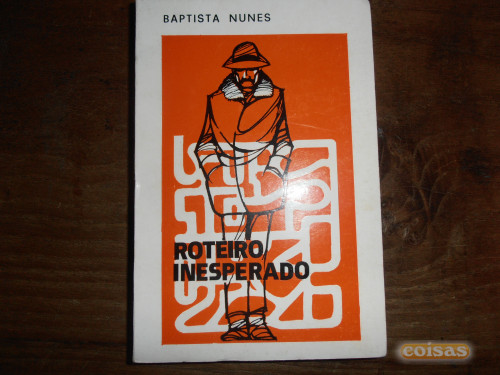 BAPTISTA NUNES
ROTEIRO
INESPERADO
coisas